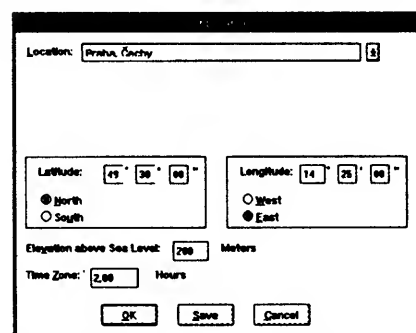 Location: Praha, Čechy
Latitude: 49 ° 30 ' 00 "
North
South
Longitude: 14 ° 25 ' 00 "
West
East
Elevation above Sea Level: 200 Meters
Time Zone: 2,00 Hours
OK Save Cancel